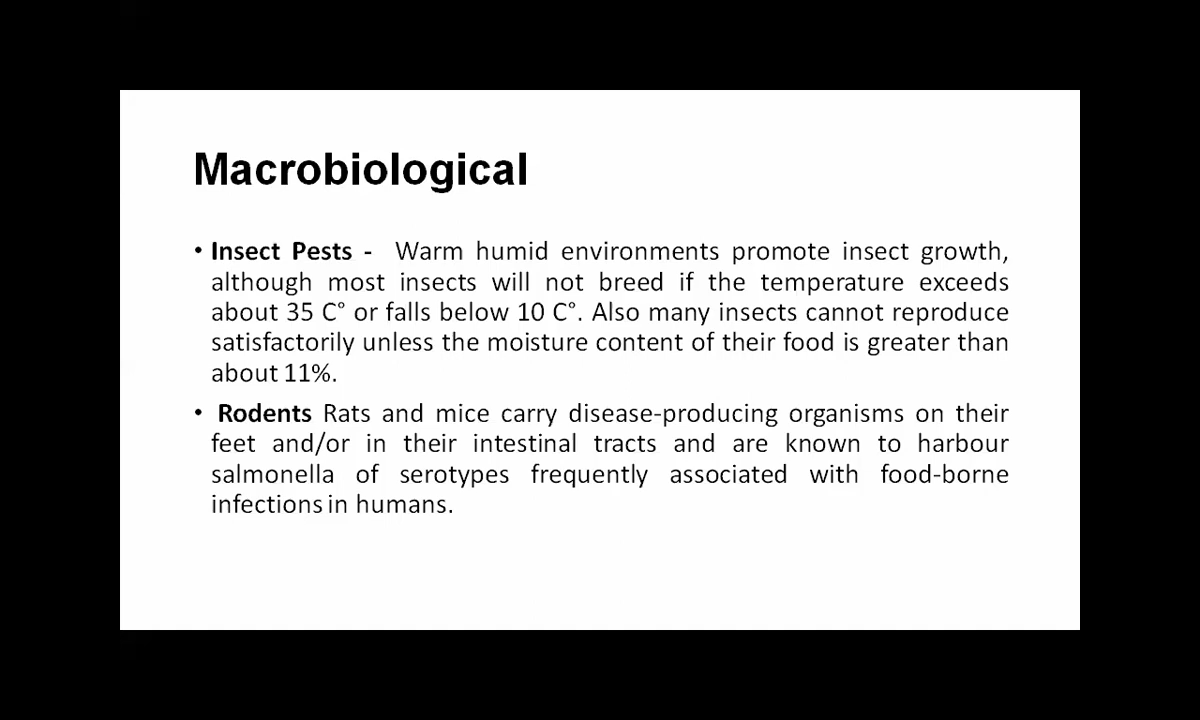 Macrobiological
• Insect Pests - Warm humid environments promote insect growth,
although most insects will not breed if the temperature exceeds
about 35 C° or falls below 10 C°. Also many insects cannot reproduce
satisfactorily unless the moisture content of their food is greater than
about 11%.
• Rodents Rats and mice carry disease-producing organisms on their
feet and/or in their intestinal tracts and are known to harbour
salmonella of serotypes frequently associated with food-borne
infections in humans.